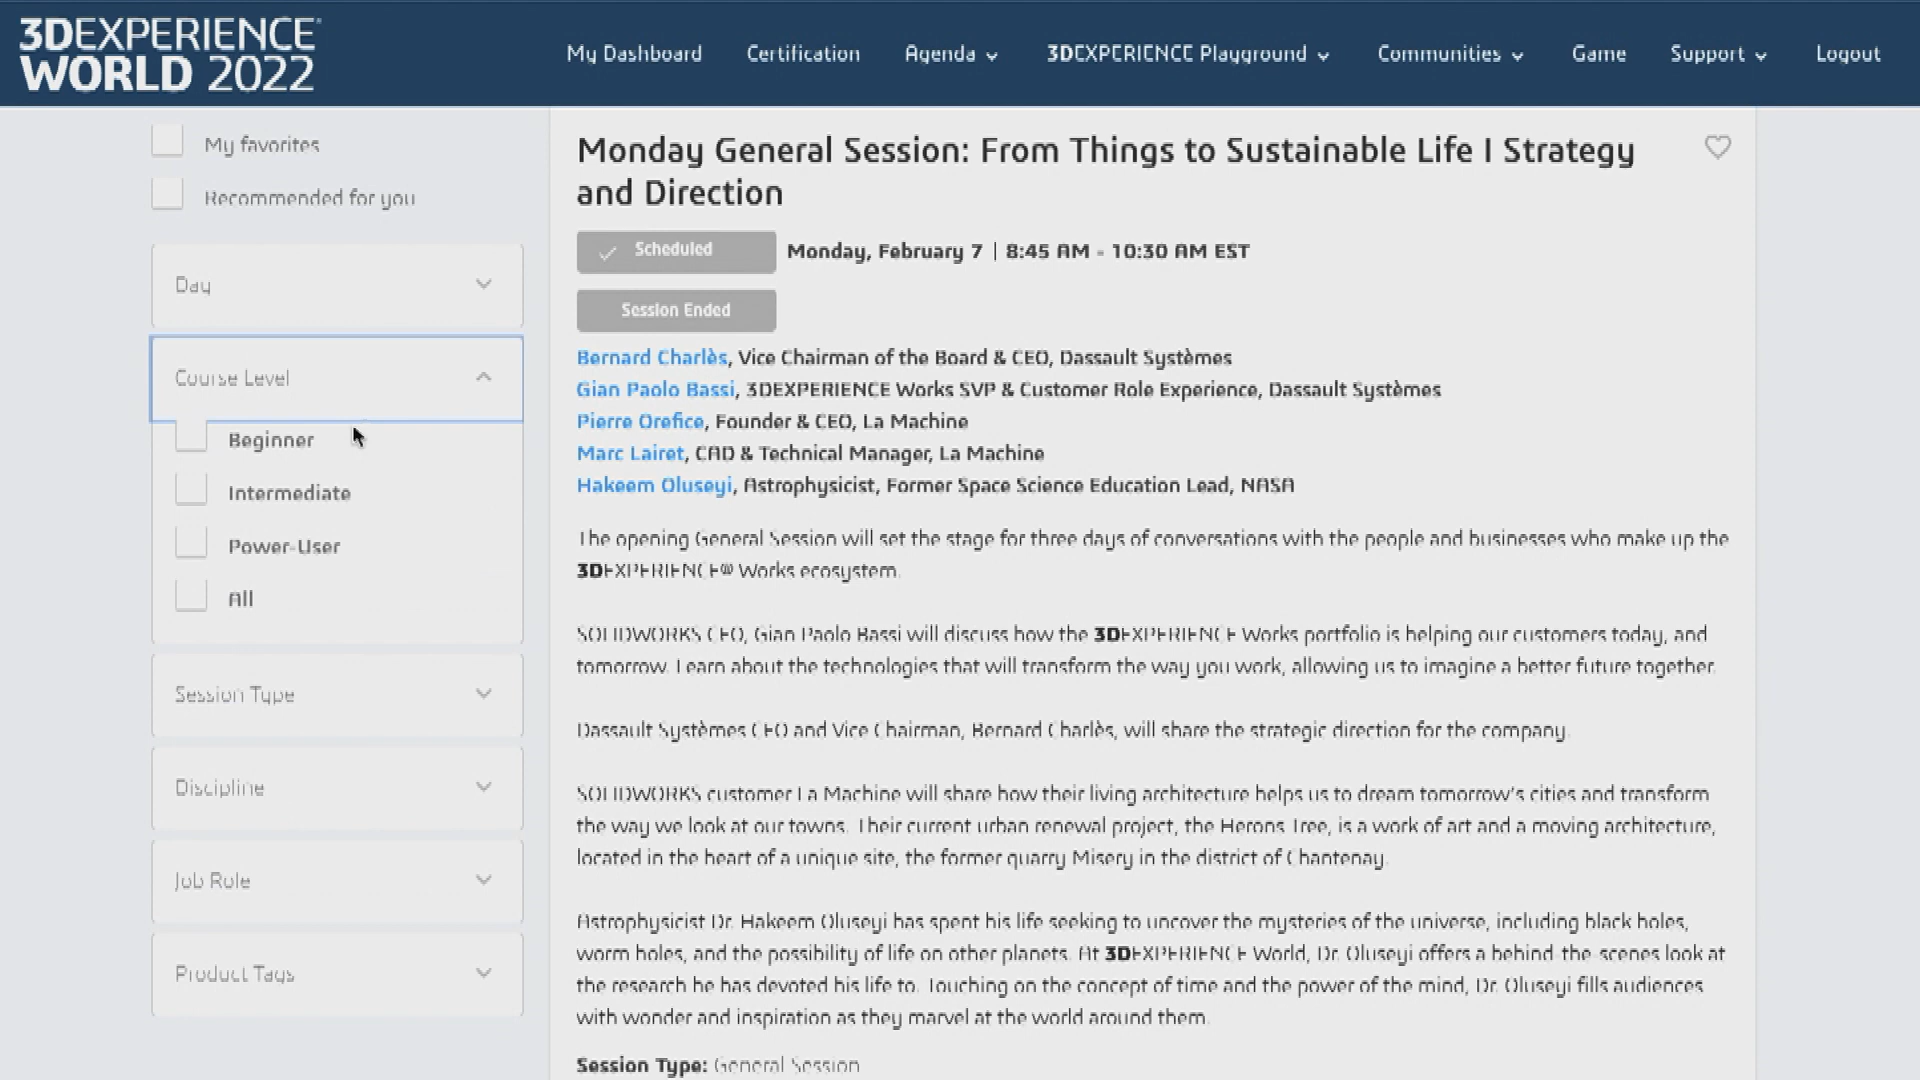 3DEXPERIENCE®
WORLD 2022
My Dashboard
Certification
Agenda
3DEXPERIENCE Playground
Communities
Game
Support
Logout
My favorites
Recommended for you
Day
Course Level
Beginner
Intermediate
Power-User
All
Session Type
Discipline
Job Role
Product Tags
Monday General Session: From Things to Sustainable Life I Strategy
and Direction
Scheduled
Monday, February 7 | 8:45 AM - 10:30 AM EST
Session Ended
Bernard Charlès, Vice Chairman of the Board & CEO, Dassault Systèmes
Gian Paolo Bassi, 3DEXPERIENCE Works SVP & Customer Role Experience, Dassault Systèmes
Pierre Orefice, Founder & CEO, La Machine
Marc Lairet, CAD & Technical Manager, La Machine
Hakeem Oluseyi, Astrophysicist, Former Space Science Education Lead, NASA
The opening General Session will set the stage for three days of conversations with the people and businesses who make up the
3DEXPERIENCE® Works ecosystem.
SOLIDWORKS CEO, Gian Paolo Bassi will discuss how the 3DEXPERIENCE Works portfolio is helping our customers today, and
tomorrow. Learn about the technologies that will transform the way you work, allowing us to imagine a better future together.
Dassault Systèmes CEO and Vice Chairman, Bernard Charlès, will share the strategic direction for the company.
SOLIDWORKS customer La Machine will share how their living architecture helps us to dream tomorrow's cities and transform
the way we look at our towns. Their current urban renewal project, the Herons Tree, is a work of art and a moving architecture,
located in the heart of a unique site, the former quarry Misery in the district of Chantenay.
Astrophysicist Dr. Hakeem Oluseyi has spent his life seeking to uncover the mysteries of the universe, including black holes,
worm holes, and the possibility of life on other planets. At 3DEXPERIENCE World, Dr. Oluseyi offers a behind-the-scenes look at
the research he has devoted his life to. Touching on the concept of time and the power of the mind, Dr. Oluseyi fills audiences
with wonder and inspiration as they marvel at the world around them.
Session Type: General Session